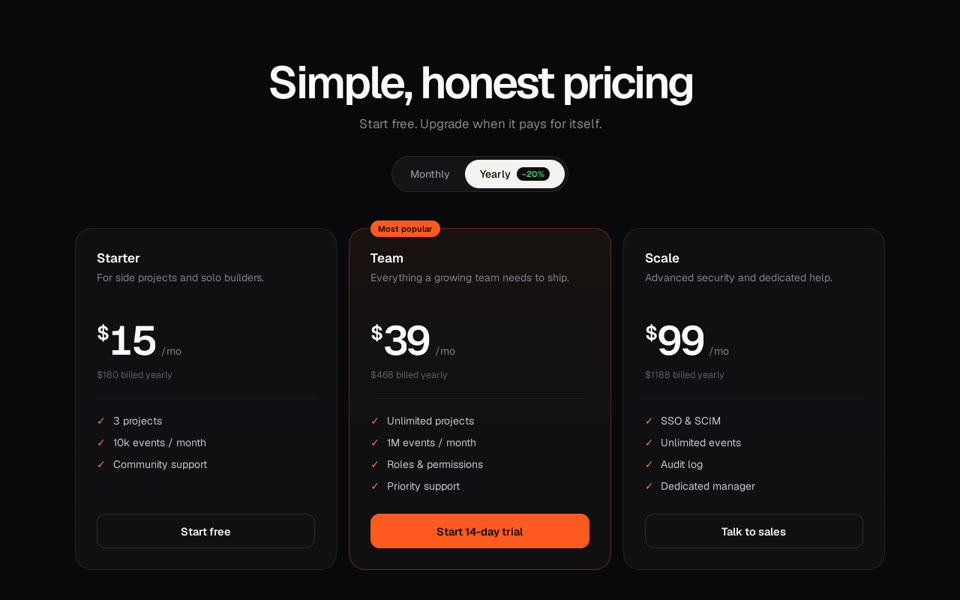 Simple, honest pricing
Start free. Upgrade when it pays for itself.
Monthly
Yearly -20%
Most popular
Starter
For side projects and solo builders.
$15 /mo
$180 billed yearly
✓ 3 projects
✓ 10k events / month
✓ Community support
Start free
Team
Everything a growing team needs to ship.
$39 /mo
$468 billed yearly
✓ Unlimited projects
✓ 1M events / month
✓ Roles & permissions
✓ Priority support
Start 14-day trial
Scale
Advanced security and dedicated help.
$99 /mo
$1188 billed yearly
✓ SSO & SCIM
✓ Unlimited events
✓ Audit log
✓ Dedicated manager
Talk to sales